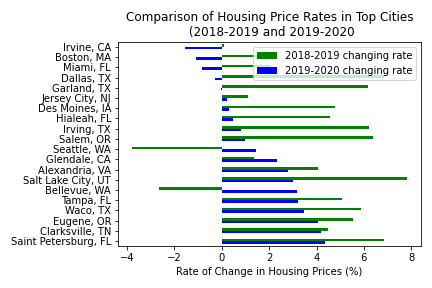 Comparison of Housing Price Rates in Top Cities
(2018-2019 and 2019-2020
2018-2019 changing rate
2019-2020 changing rate
Irvine, CA
Boston, MA
Miami, FL
Dallas, TX
Garland, TX
Jersey City, NJ
Des Moines, IA
Hialeah, FL
Irving, TX
Salem, OR
Seattle, WA
Glendale, CA
Alexandria, VA
Salt Lake City, UT
Bellevue, WA
Tampa, FL
Waco, TX
Eugene, OR
Clarksville, TN
Saint Petersburg, FL
−4 −2 0 2 4 6 8
Rate of Change in Housing Prices (%)